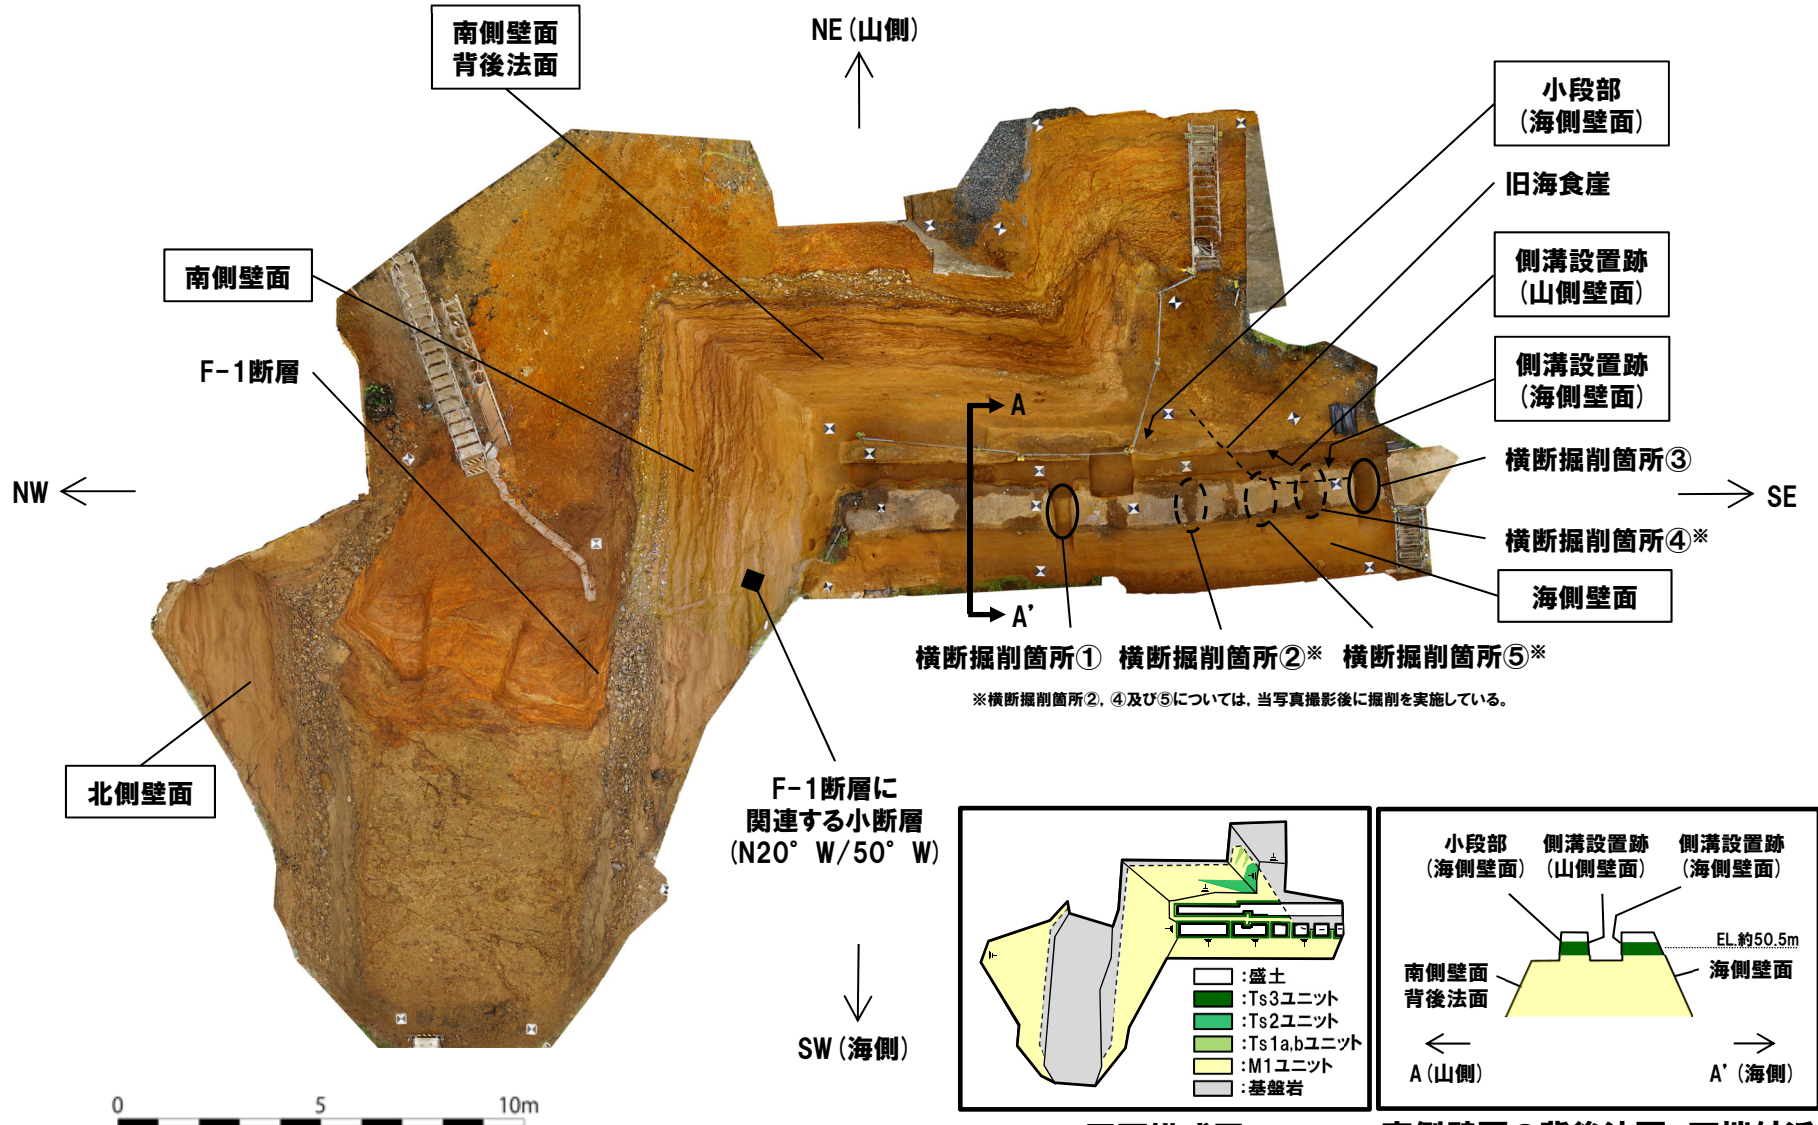 南側壁面
背後法面
NE(山側)
小段部
(海側壁面)
旧海食崖
側溝設置跡
(山側壁面)
南側壁面
F-1断層
側溝設置跡
(海側壁面)
A
横断掘削箇所③
NW
SE
横断掘削箇所④※
海側壁面
A'
横断掘削箇所① 横断掘削箇所②※ 横断掘削箇所⑤※
※横断掘削箇所②, ④及び⑤については, 当写真撮影後に掘削を実施している。
北側壁面
F-1断層に
関連する小断層
(N20° W/50° W)
SW(海側)
:盛土
:Ts3ユニット
:Ts2ユニット
:Ts1a,bユニット
:M1ユニット
:基盤岩
小段部
(海側壁面)
側溝設置跡
(山側壁面)
側溝設置跡
(海側壁面)
EL.約50.5m
南側壁面
背後法面
海側壁面
A(山側)
A'(海側)
0 5 10m